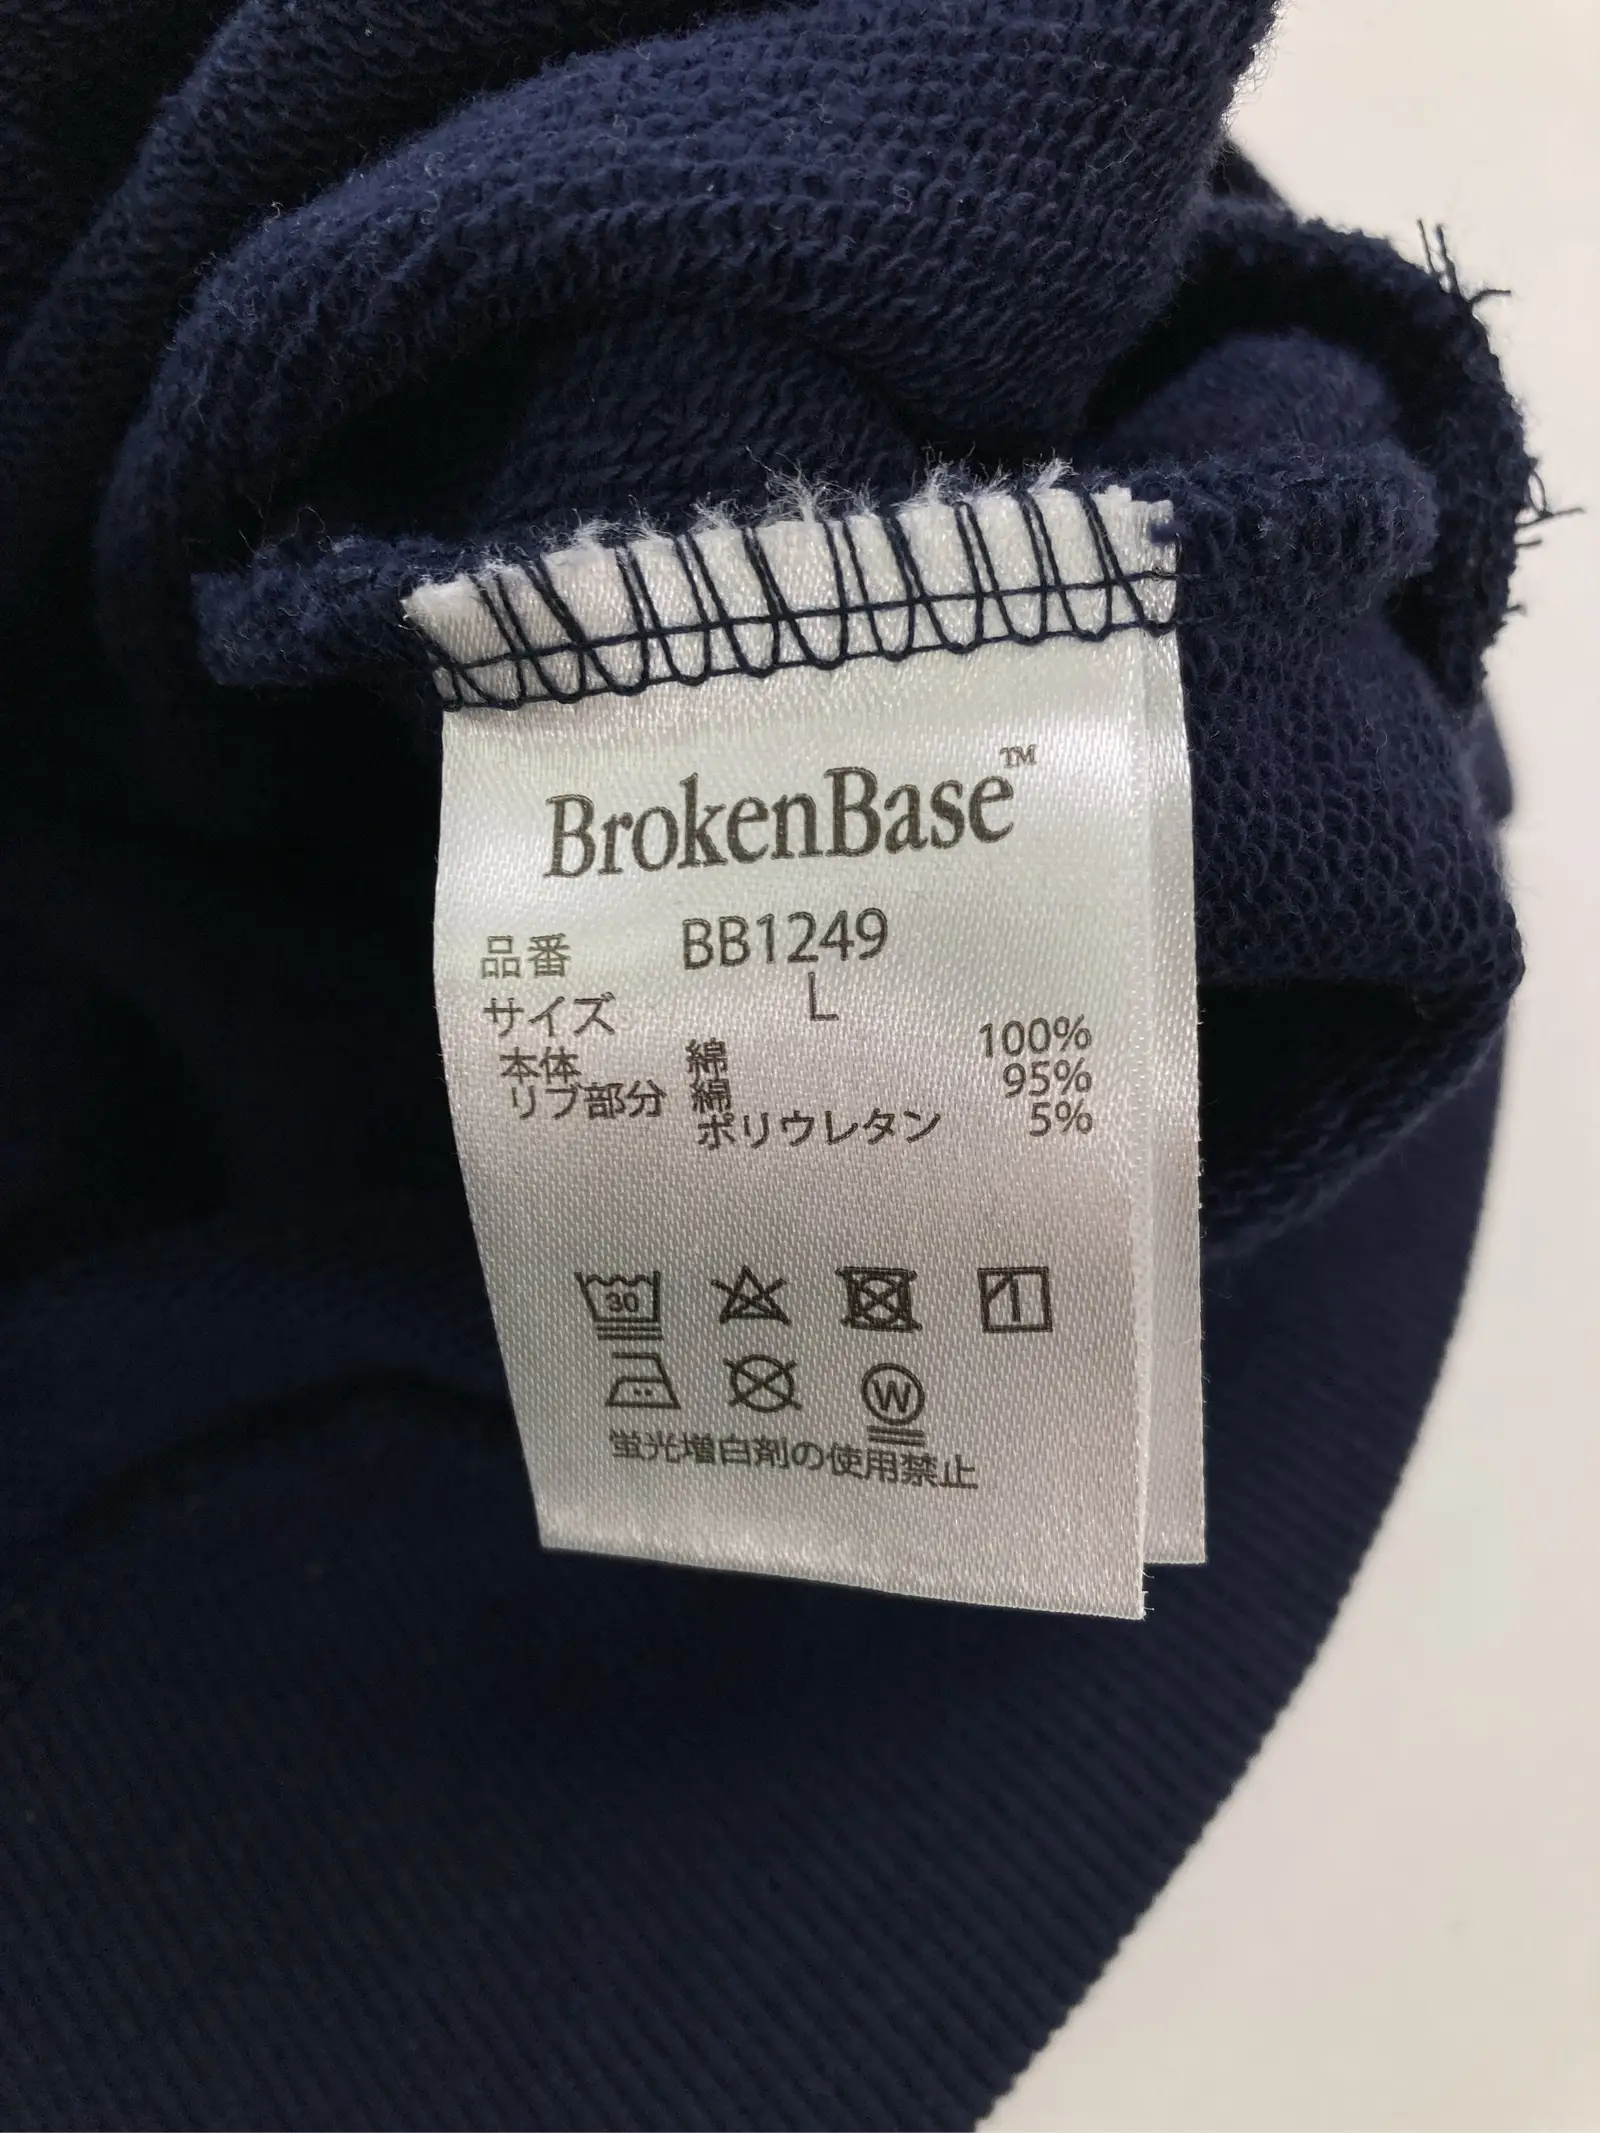 BrokenBase™
品番 BB1249
サイズ L
本体 綿 100%
リブ部分 綿 95%
ポリウレタン 5%
30
W
蛍光増白剤の使用禁止